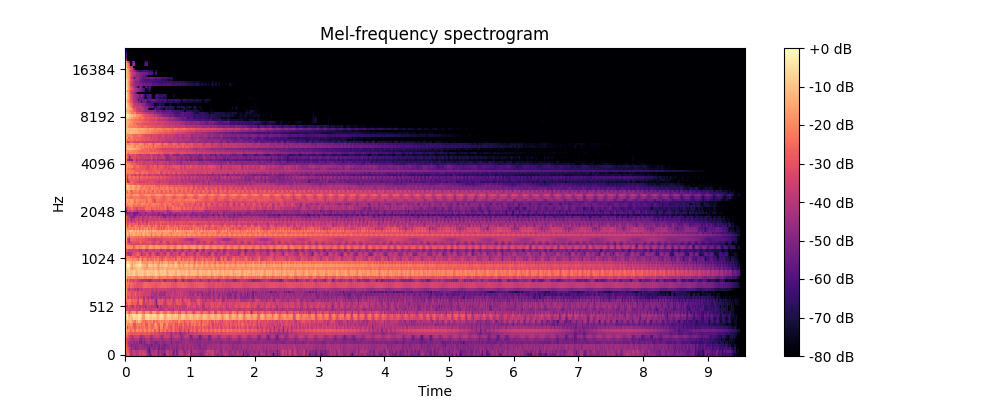 Mel-frequency spectrogram
16384
8192
4096
2048
1024
512
0
Hz
0 1 2 3 4 5 6 7 8 9
Time
+0 dB
-10 dB
-20 dB
-30 dB
-40 dB
-50 dB
-60 dB
-70 dB
-80 dB